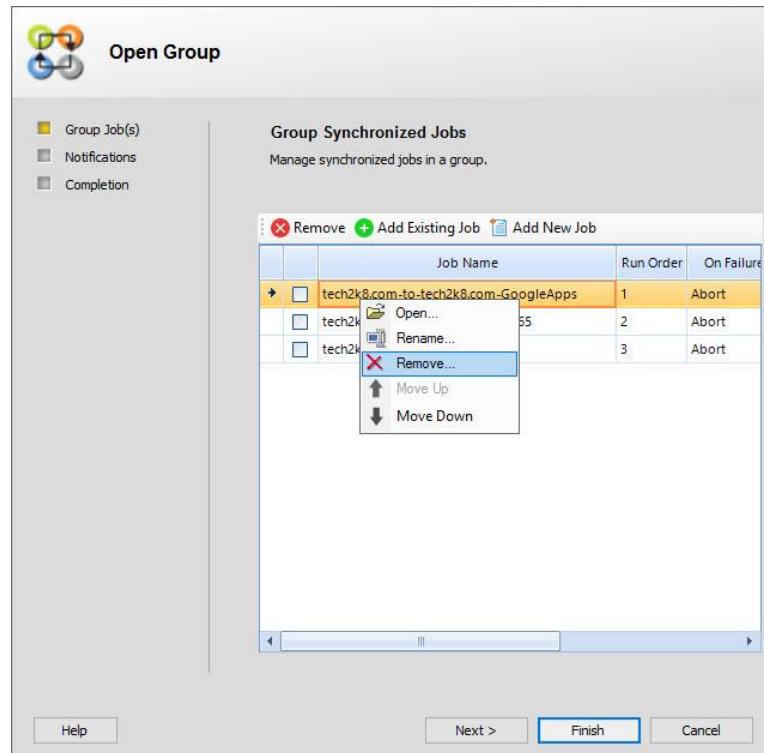 Open Group
Group Job(s)
Notifications
Completion
Group Synchronized Jobs
Manage synchronized jobs in a group.
Remove Add Existing Job Add New Job
Job Name Run Order On Failure
tech2k8.com-to-tech2k8.com-GoogleApps 1 Abort
tech2k 65 2 Abort
tech2k 3 Abort
Open...
Rename...
Remove...
Move Up
Move Down
Help Next > Finish Cancel